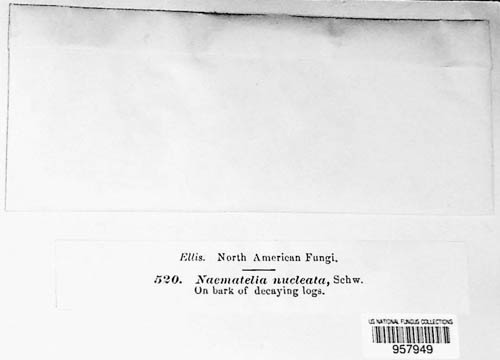 Ellis. North American Fungi.
520. Naematelia nucleata, Schw.
On bark of decaying logs.
US NATIONAL FUNGUS COLLECTIONS
957949